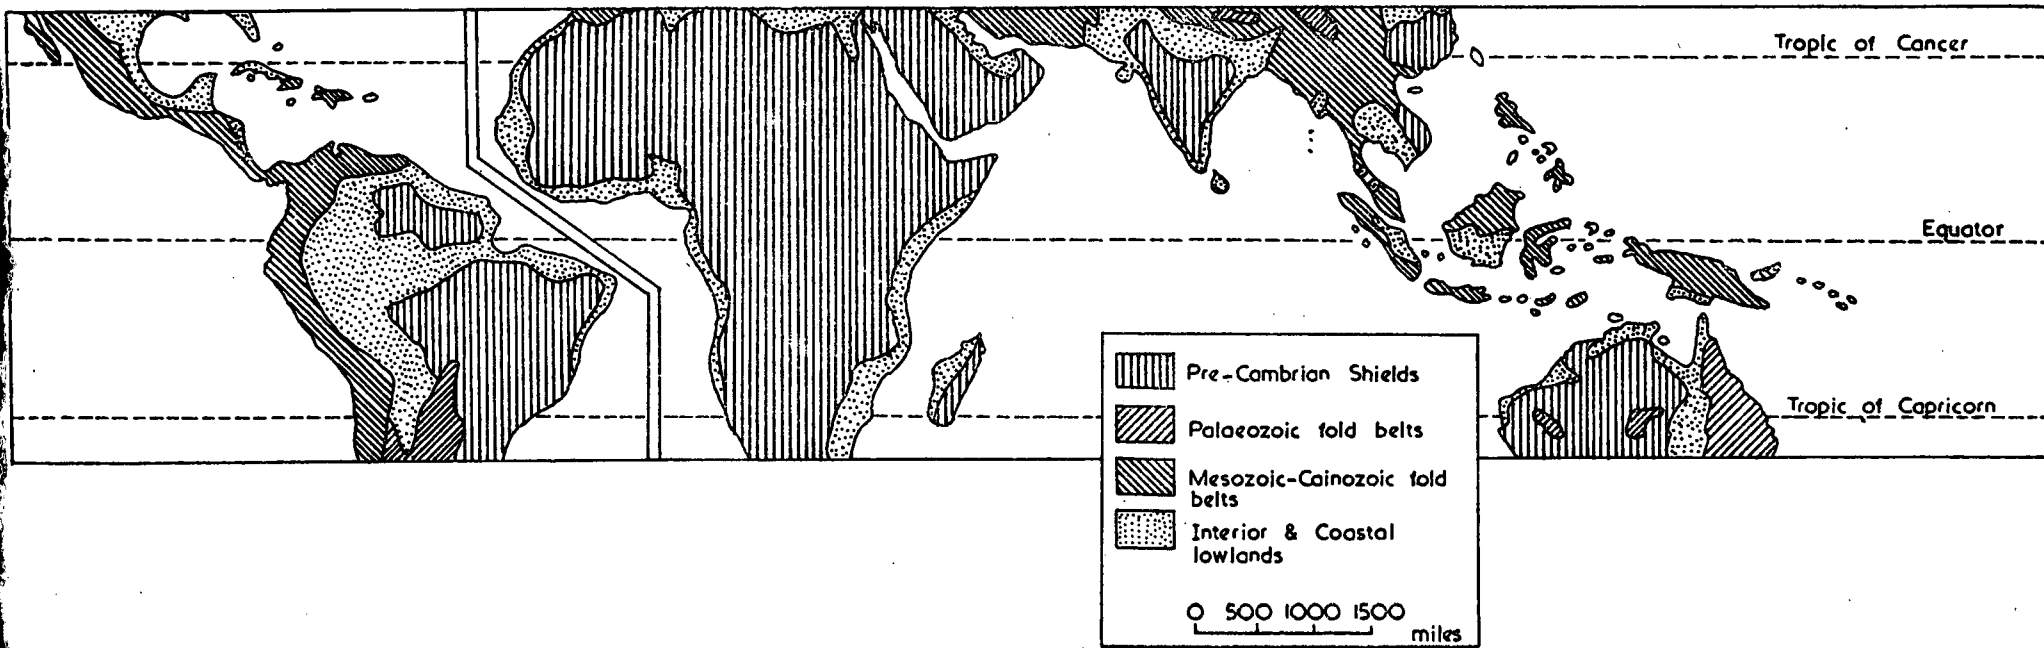 Tropic of Cancer
Equator
Tropic of Capricorn
Pre-Cambrian Shields
Palaeozoic fold belts
Mesozoic-Cainozoic fold
belts
Interior & Coastal
lowlands
0 500 1000 1500
miles